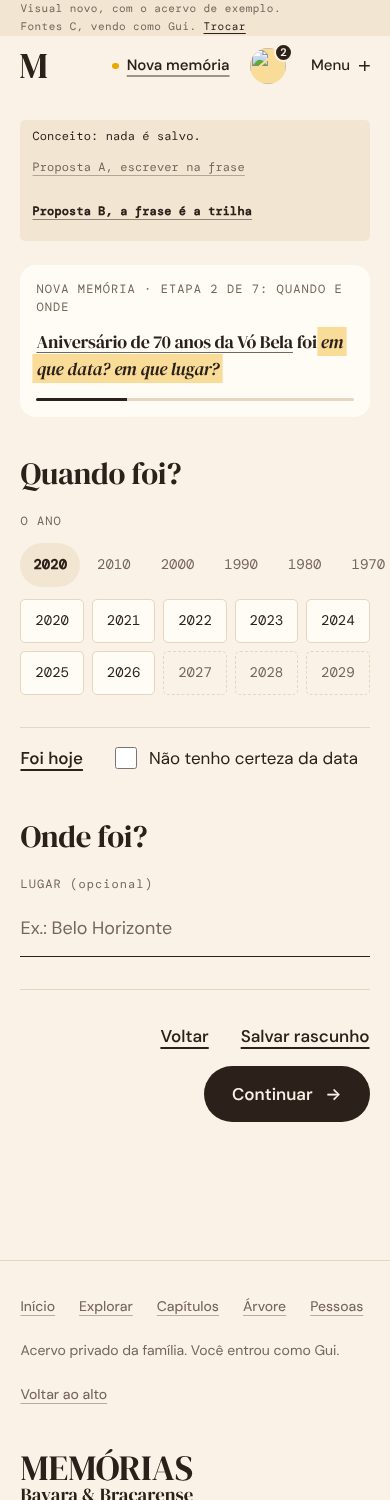 Visual novo, com o acervo de exemplo.
Fontes C, vendo como Gui. Trocar
M
Nova memória
2
Menu +
Conceito: nada é salvo.
Proposta A, escrever na frase
Proposta B, a frase é a trilha
NOVA MEMÓRIA · ETAPA 2 DE 7: QUANDO E
ONDE
Aniversário de 70 anos da Vó Bela foi em
que data? em que lugar?
Quando foi?
O ANO
2020 2010 2000 1990 1980 1970
2020 2021 2022 2023 2024
2025 2026 2027 2028 2029
Foi hoje
Não tenho certeza da data
Onde foi?
LUGAR (opcional)
Ex.: Belo Horizonte
Voltar Salvar rascunho
Continuar →
Início Explorar Capítulos Árvore Pessoas
Acervo privado da família. Você entrou como Gui.
Voltar ao alto
MEMÓRIAS
Bavara & Bracarense